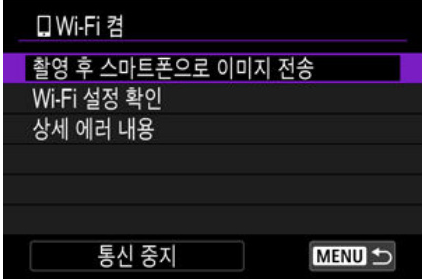 Wi-Fi 켬
촬영 후 스마트폰으로 이미지 전송
Wi-Fi 설정 확인
상세 에러 내용
통신 중지
MENU